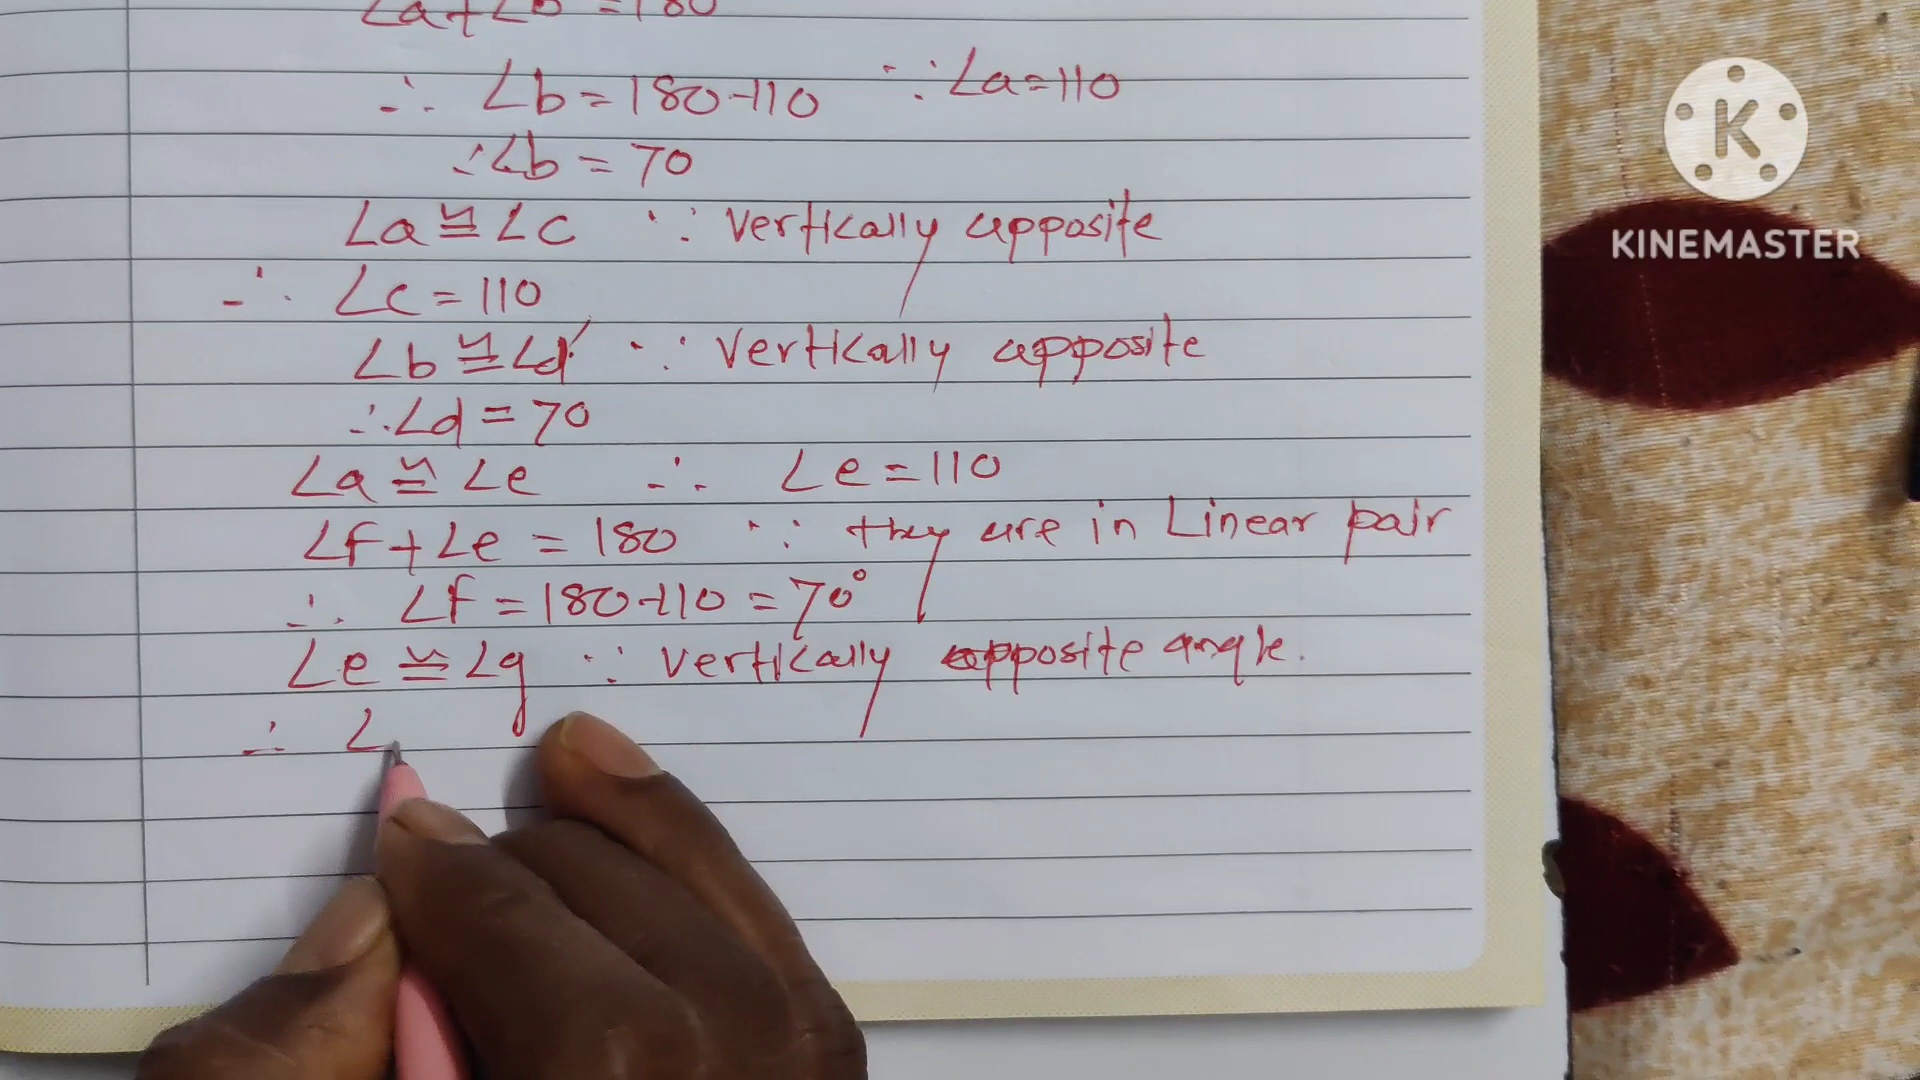 ∠a+∠b=180
∴ ∠b=180-110 ∵∠a=110
∴∠b=70
∠a≅∠c ∵ vertically opposite
∴ ∠c=110
∠b≅∠d ∵ vertically opposite
∴∠d=70
∠a≅∠e ∴ ∠e=110
∠f+∠e=180 ∵ they are in Linear pair
∴ ∠f=180-110=70°
∠e≅∠g ∵ vertically opposite angle.
∴ ∠
K
KINEMASTER